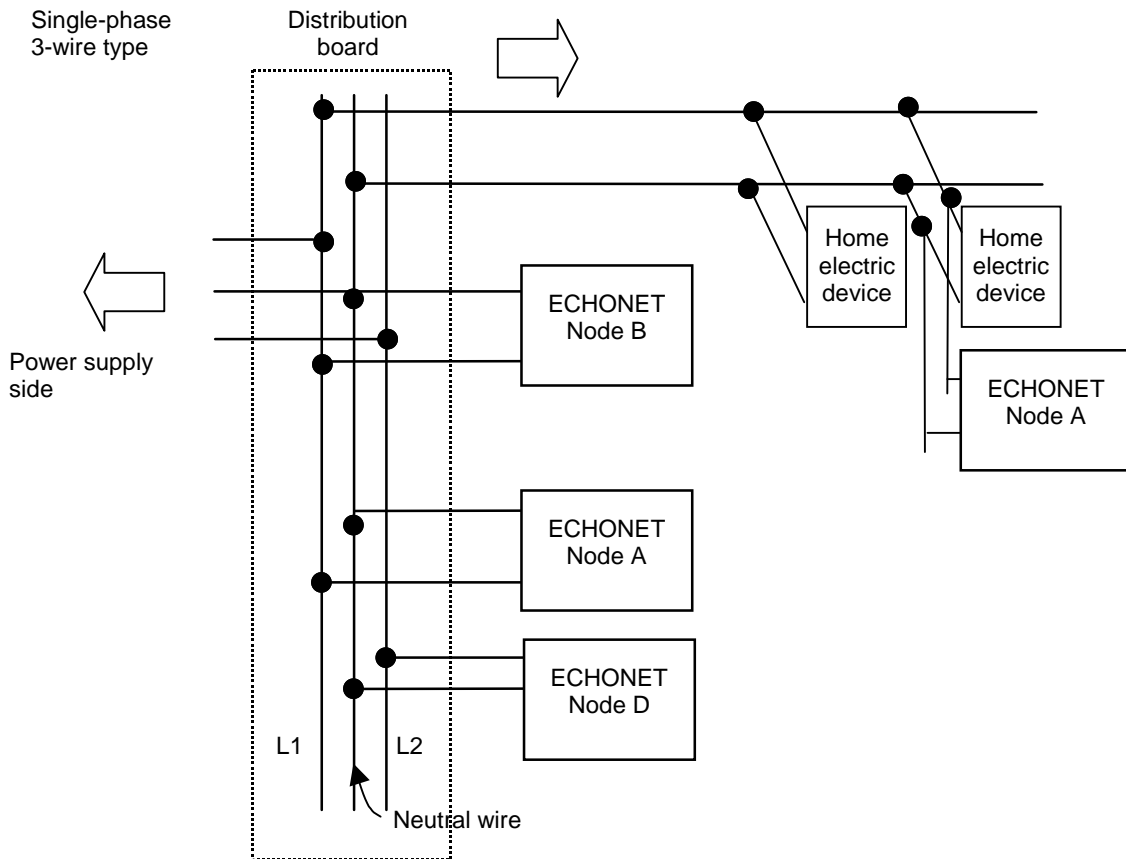 Single-phase
3-wire type
Distribution
board
Home
electric
device
Home
electric
device
ECHONET
Node B
Power supply
side
ECHONET
Node A
ECHONET
Node A
ECHONET
Node D
L1
L2
Neutral wire